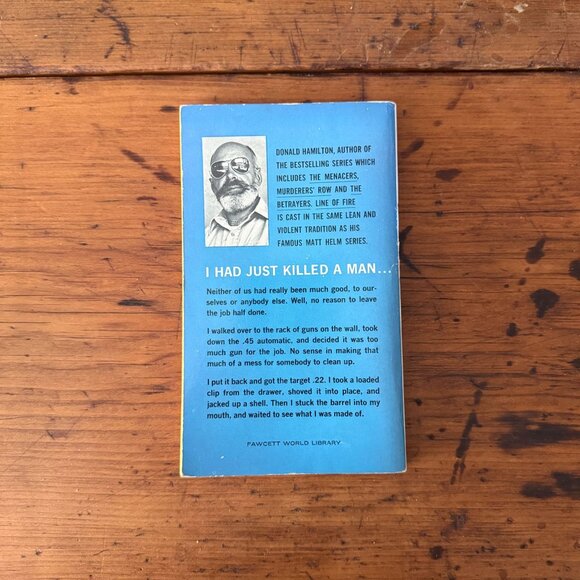 DONALD HAMILTON, AUTHOR OF
THE BESTSELLING SERIES WHICH
INCLUDES THE MENACERS,
MURDERERS' ROW AND THE
BETRAYERS. LINE OF FIRE
IS CAST IN THE SAME LEAN AND
VIOLENT TRADITION AS HIS
FAMOUS MATT HELM SERIES.
I HAD JUST KILLED A MAN...
Neither of us had really been much good, to our-
selves or anybody else. Well, no reason to leave
the job half done.
I walked over to the rack of guns on the wall, took
down the .45 automatic, and decided it was too
much gun for the job. No sense in making that
much of a mess for somebody to clean up.
I put it back and got the target .22. I took a loaded
clip from the drawer, shoved it into place, and
jacked up a shell. Then I stuck the barrel into my
mouth, and waited to see what I was made of.
FAWCETT WORLD LIBRARY